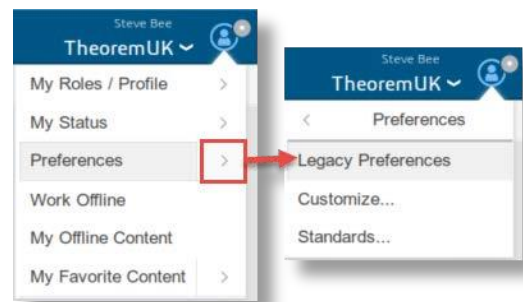 Steve Bee
TheoremUK
My Roles / Profile
My Status
Preferences
Work Offline
My Offline Content
My Favorite Content
Steve Bee
TheoremUK
Preferences
Legacy Preferences
Customize...
Standards...